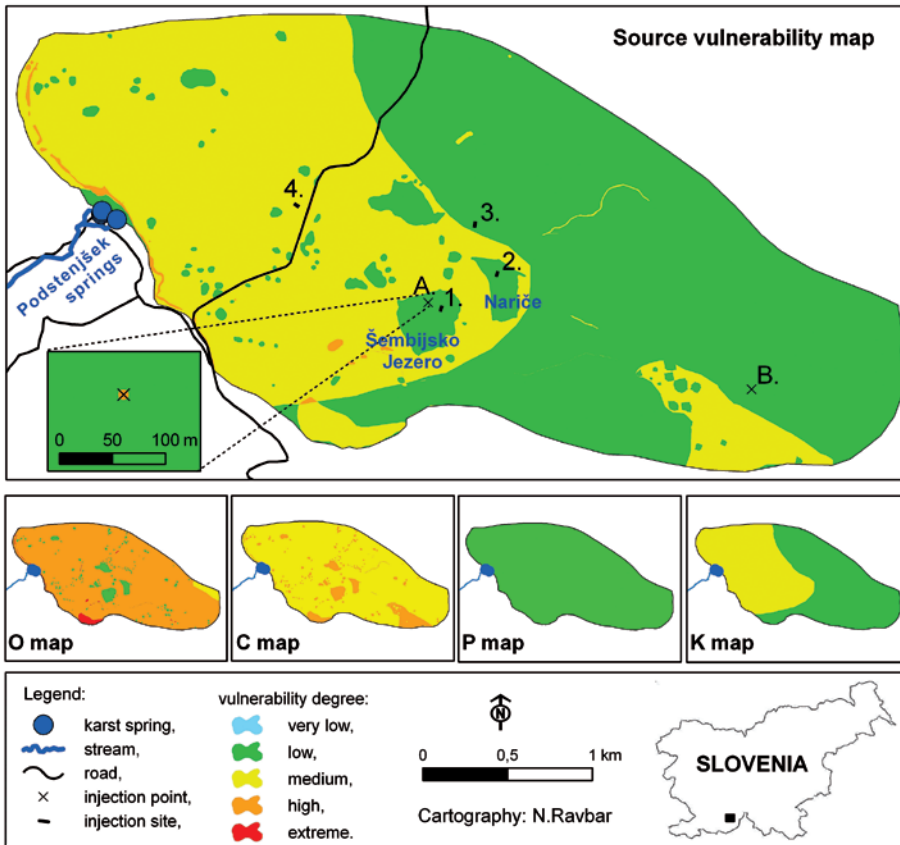 Source vulnerability map
4.
3.
2.
A.
1.
Nariče
Podstenjšek
springs
Šembijsko
Jezero
B.
0 50 100 m
O map
C map
P map
K map
Legend:
karst spring,
stream,
road,
injection point,
injection site,
vulnerability degree:
very low,
low,
medium,
high,
extreme.
N
0 0,5 1 km
Cartography: N.Ravbar
SLOVENIA